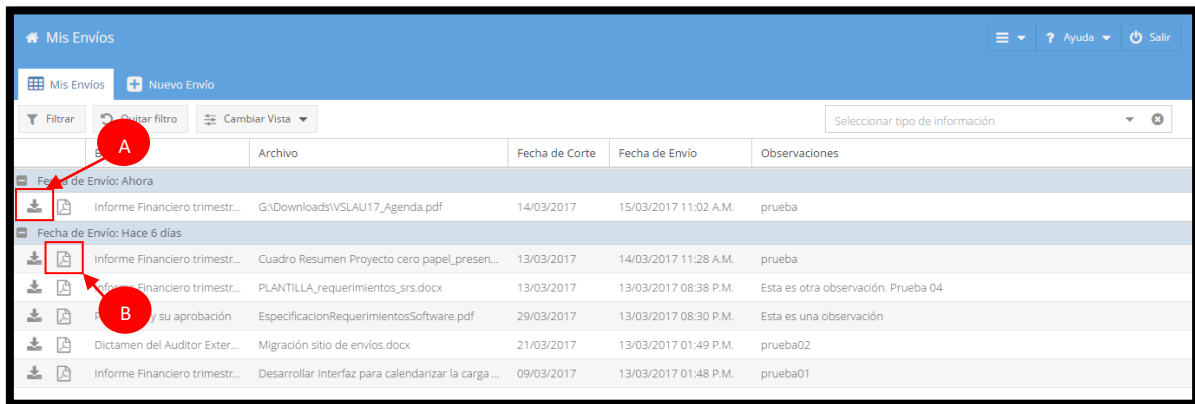 Mis Envíos
? Ayuda Salir
Mis Envíos Nuevo Envío
Filtrar Quitar filtro Cambiar Vista Seleccionar tipo de información
A
Archivo Fecha de Corte Fecha de Envío Observaciones
Fecha de Envío: Ahora
Informe Financiero trimestr... G:\Downloads\VSLAU17_Agenda.pdf 14/03/2017 15/03/2017 11:02 A.M. prueba
Fecha de Envío: Hace 6 días
Informe Financiero trimestr... Cuadro Resumen Proyecto cero papel_presen... 13/03/2017 14/03/2017 11:28 A.M. prueba
Informe Financiero trimestr... PLANTILLA_requerimientos_srs.docx 13/03/2017 13/03/2017 08:38 P.M. Esta es otra observación. Prueba 04
B
y su aprobación EspecificacionRequerimientosSoftware.pdf 29/03/2017 13/03/2017 08:30 P.M. Esta es una observación
Dictamen del Auditor Exter... Migración sitio de envíos.docx 21/03/2017 13/03/2017 01:49 P.M. prueba02
Informe Financiero trimestr... Desarrollar Interfaz para calendarizar la carga ... 09/03/2017 13/03/2017 01:48 P.M. prueba01